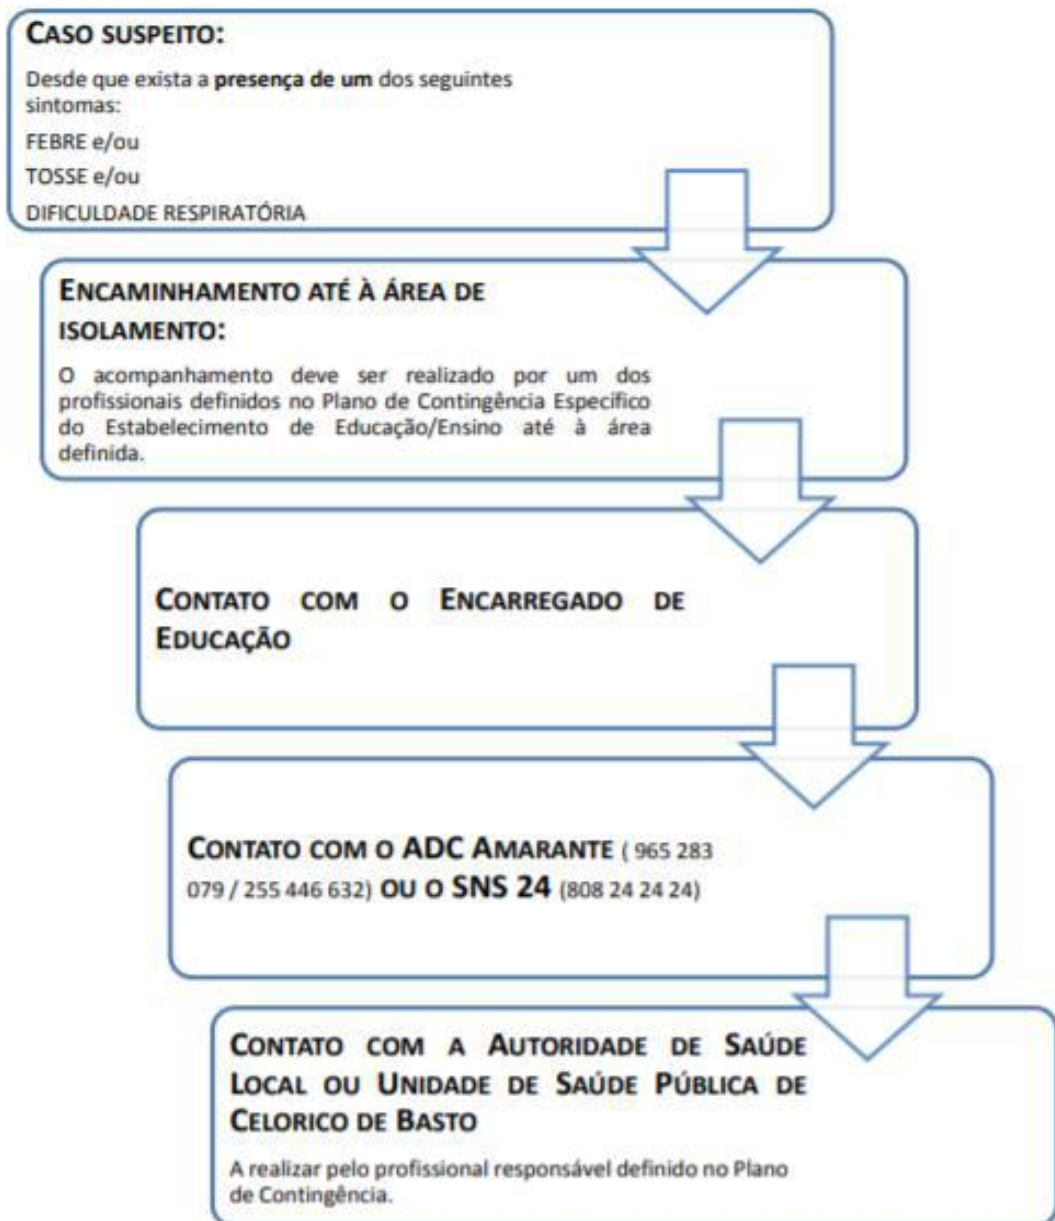 CASO SUSPEITO:
Desde que exista a presença de um dos seguintes
sintomas:
FEBRE e/ou
TOSSE e/ou
DIFICULDADE RESPIRATÓRIA
ENCAMINHAMENTO ATÉ À ÁREA DE
ISOLAMENTO:
O acompanhamento deve ser realizado por um dos
profissionais definidos no Plano de Contingência Específico
do Estabelecimento de Educação/Ensino até à área
definida.
CONTATO COM O ENCARREGADO DE
EDUCAÇÃO
CONTATO COM O ADC AMARANTE ( 965 283
079 / 255 446 632) OU O SNS 24 (808 24 24 24)
CONTATO COM A AUTORIDADE DE SAÚDE
LOCAL OU UNIDADE DE SAÚDE PÚBLICA DE
CELORICO DE BASTO
A realizar pelo profissional responsável definido no Plano
de Contingência.